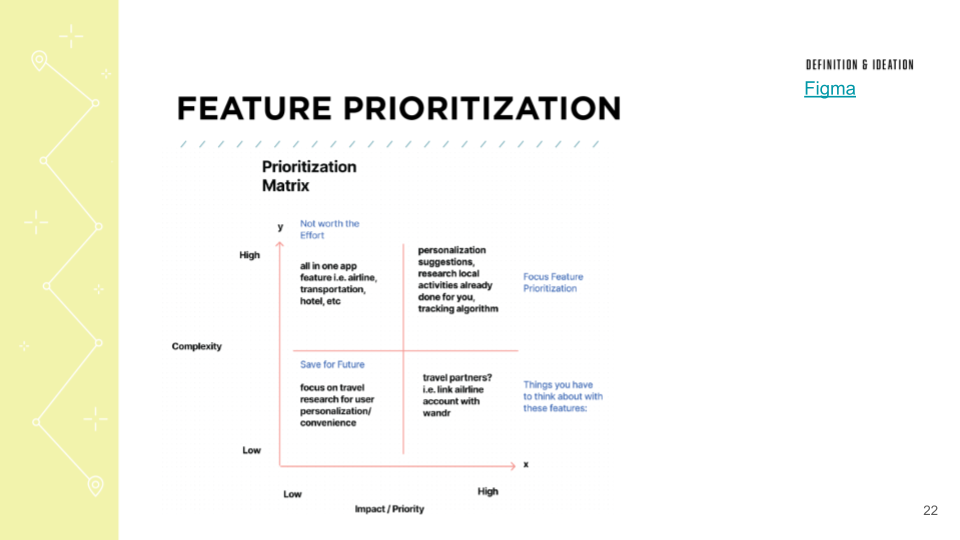 DEFINITION & IDEATION
Figma
FEATURE PRIORITIZATION
Prioritization
Matrix
y
Not worth the
Effort
High
all in one app
feature i.e. airline,
transportation,
hotel, etc
personalization
suggestions,
research local
activities already
done for you,
tracking algorithm
Focus Feature
Prioritization
Complexity
Save for Future
focus on travel
research for user
personalization/
convenience
travel partners?
i.e. link ailrline
account with
wandr
Things you have
to think about with
these features:
Low
x
Low
High
Impact / Priority
22